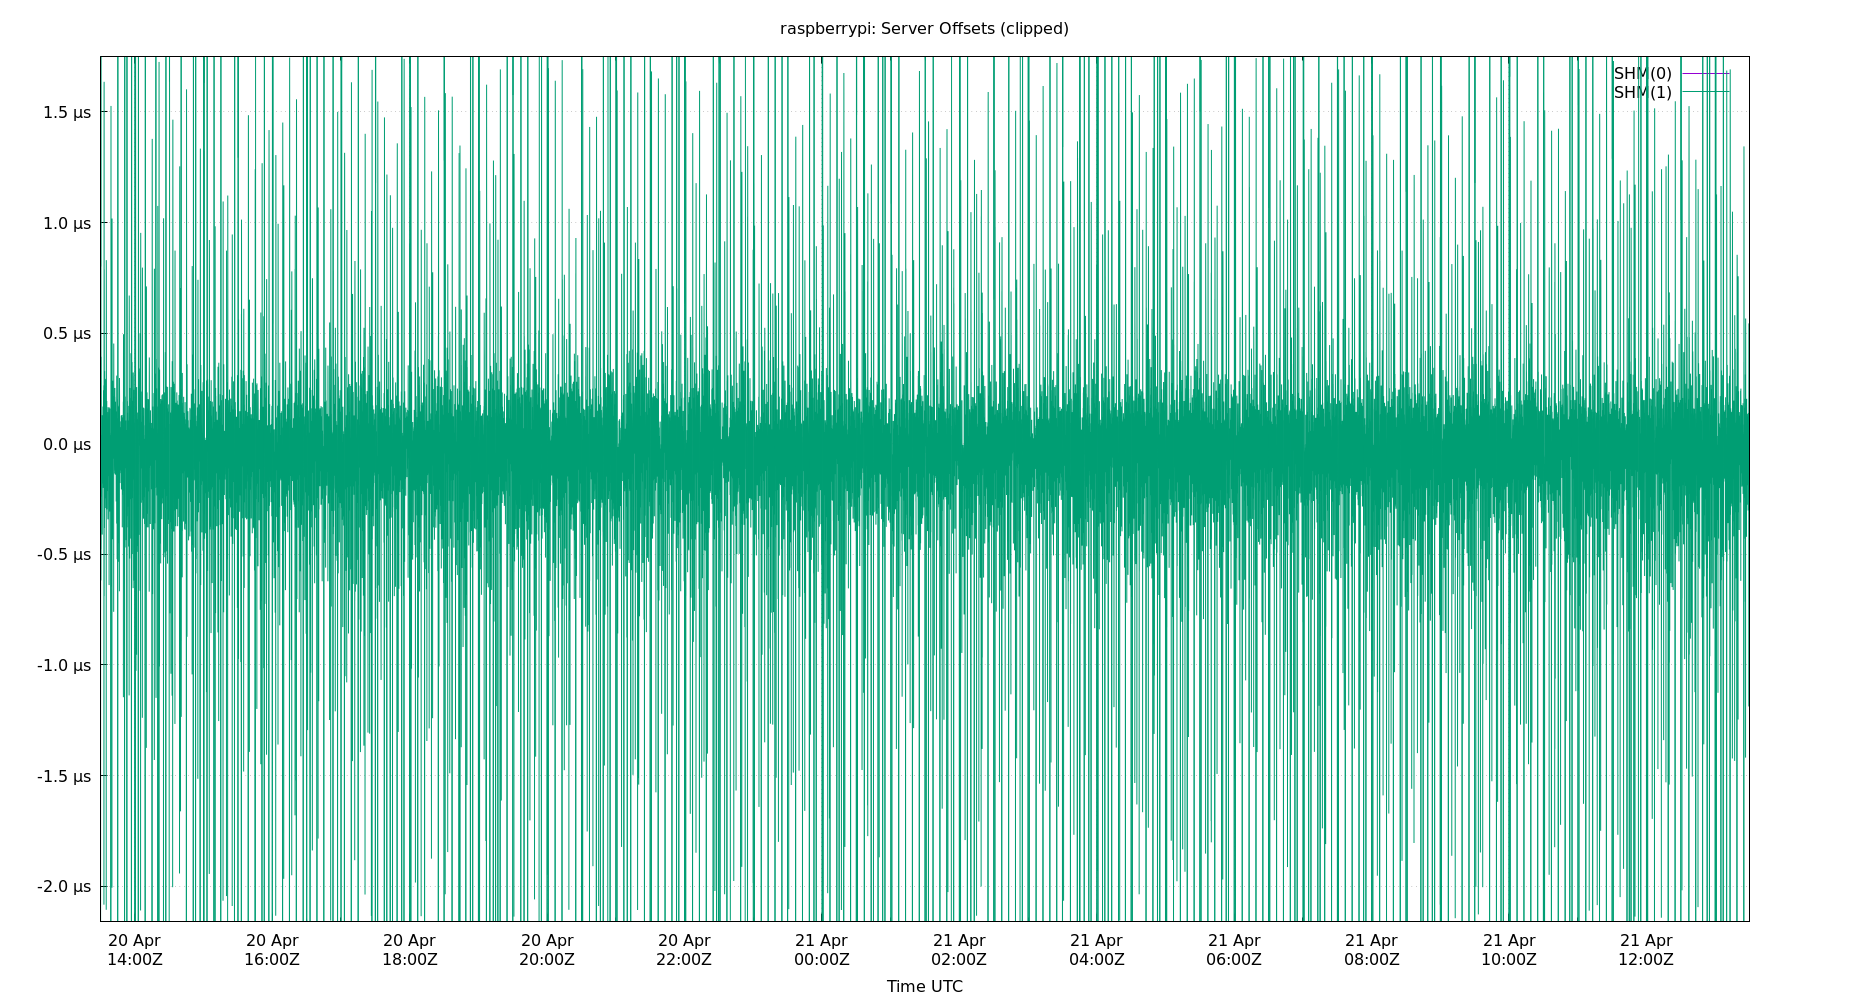 raspberrypi: Server Offsets (clipped)
SHM(0)
SHM(1)
1.5 µs
1.0 µs
0.5 µs
0.0 µs
-0.5 µs
-1.0 µs
-1.5 µs
-2.0 µs
20 Apr 20 Apr 20 Apr 20 Apr 20 Apr 21 Apr 21 Apr 21 Apr 21 Apr 21 Apr 21 Apr 21 Apr
14:00Z 16:00Z 18:00Z 20:00Z 22:00Z 00:00Z 02:00Z 04:00Z 06:00Z 08:00Z 10:00Z 12:00Z
Time UTC